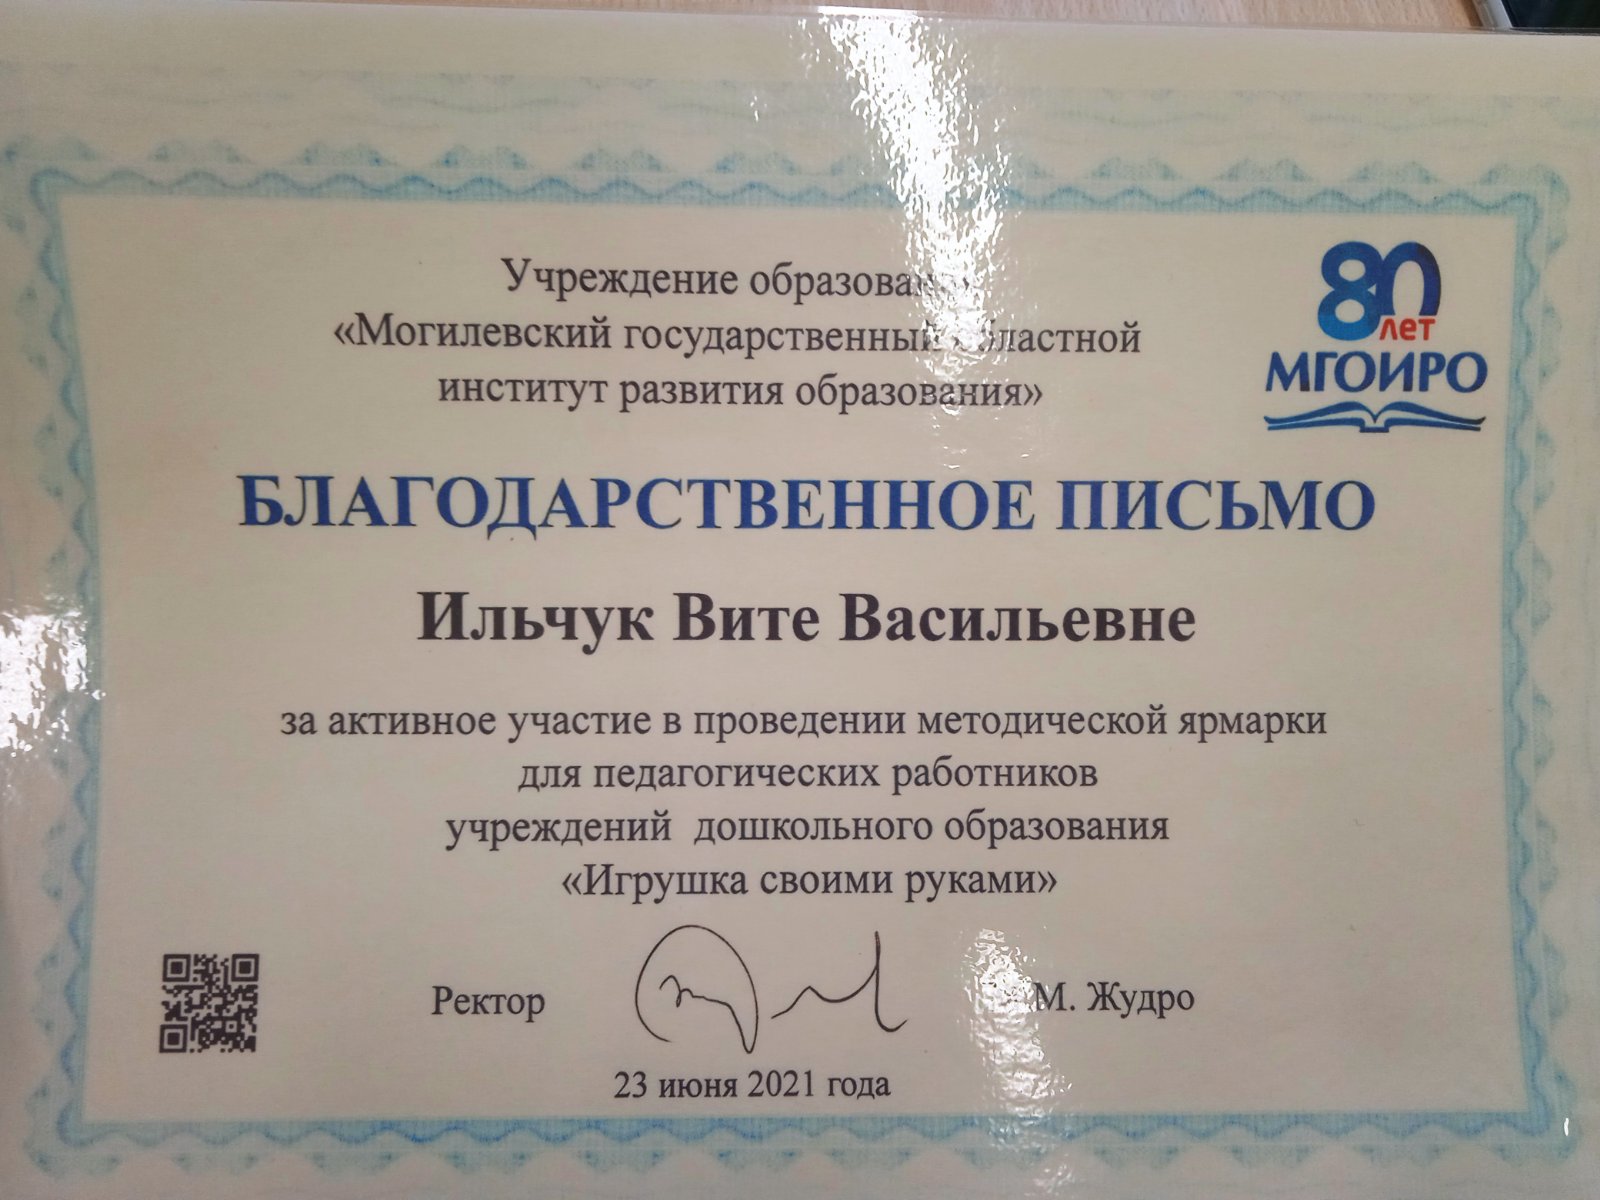 Учреждение
«Могилевский государственный областной
институт развития образования»
80
лет
МГОИРО
БЛАГОДАРСТВЕННОЕ ПИСЬМО
Ильчук Вите Васильевне
за активное участие в проведении методической ярмарки
для педагогических работников
учреждений дошкольного образования
«Игрушка своими руками»
Ректор
М. Жудро
23 июня 2021 года